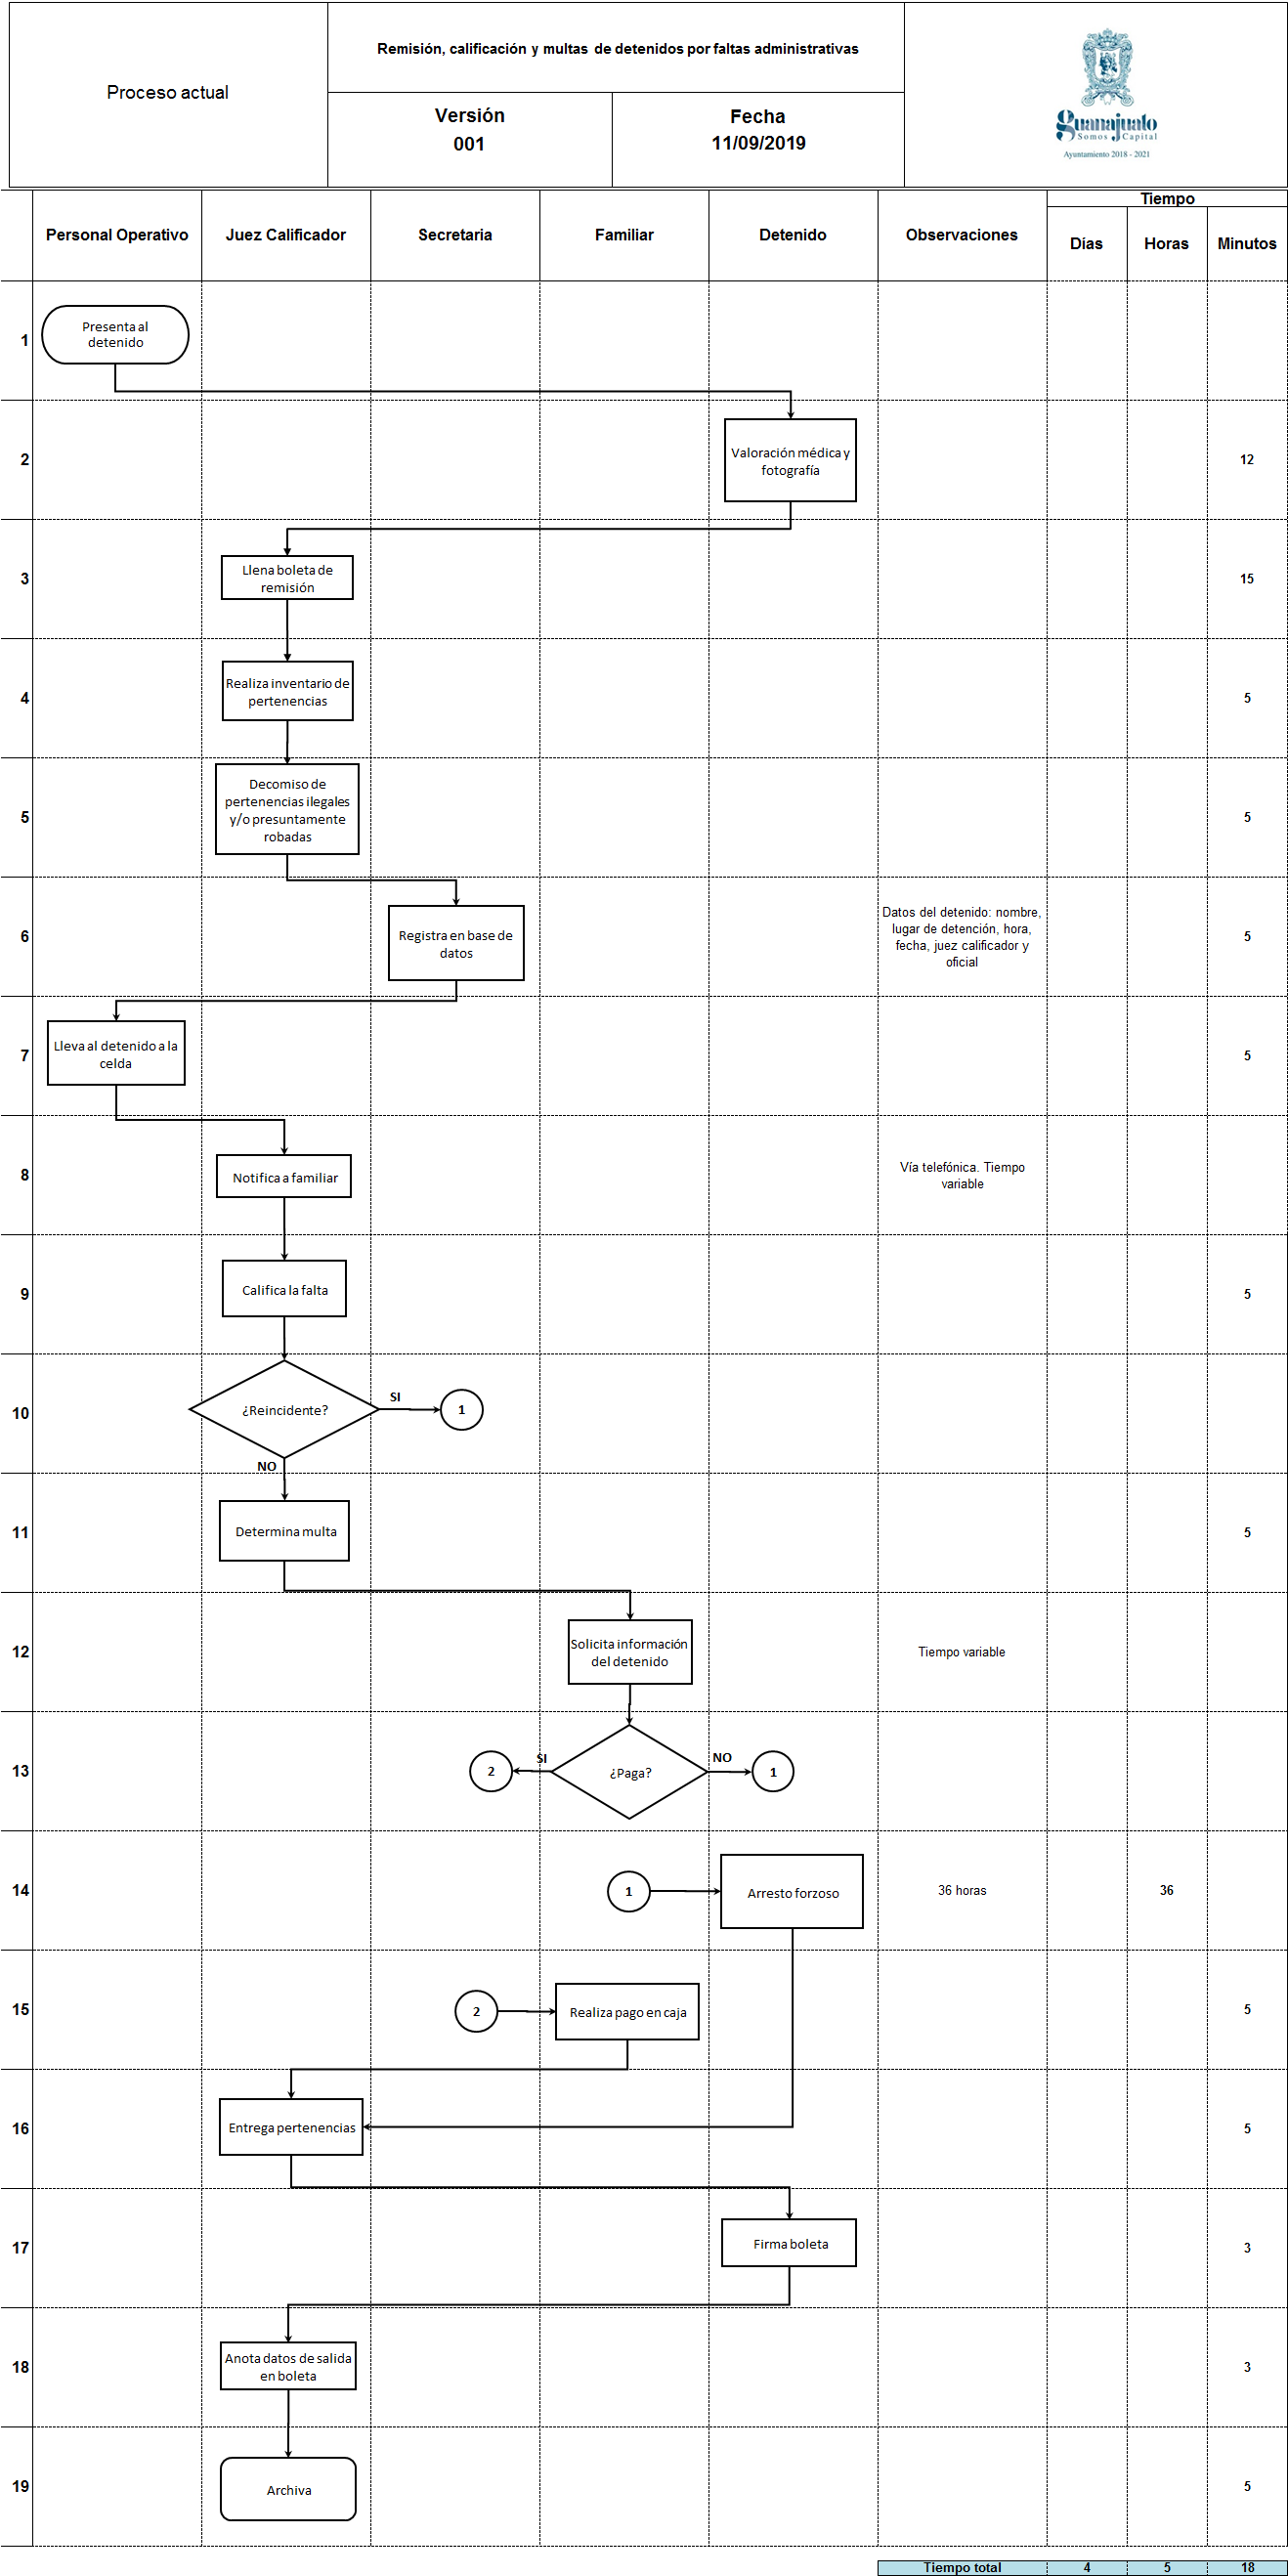 Proceso actual
Remisión, calificación y multas de detenidos por faltas administrativas
Versión
001
Fecha
11/09/2019
guanajuato
Somos Capital
Ayuntamiento 2018 - 2021
Personal Operativo
Juez Calificador
Secretaria
Familiar
Detenido
Observaciones
Tiempo
Días
Horas
Minutos
1
Presenta al
detenido
2
Valoración médica y
fotografía
12
3
Llena boleta de
remisión
15
4
Realiza inventario de
pertenencias
5
5
Decomiso de
pertenencias ilegales
y/o presuntamente
robadas
5
6
Registra en base de
datos
Datos del detenido: nombre,
lugar de detención, hora,
fecha, juez calificador y
oficial
5
7
Lleva al detenido a la
celda
5
8
Notifica a familiar
Vía telefónica. Tiempo
variable
9
Califica la falta
5
10
¿Reincidente?
SI
1
NO
11
Determina multa
5
12
Solicita información
del detenido
Tiempo variable
13
2
SI
¿Paga?
NO
1
14
1
Arresto forzoso
36 horas
36
15
2
Realiza pago en caja
5
16
Entrega pertenencias
5
17
Firma boleta
3
18
Anota datos de salida
en boleta
3
19
Archiva
5
Tiempo total
4
5
18